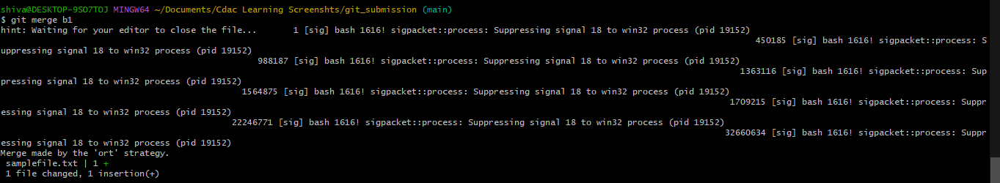 shiva@DESKTOP-9SO7TOJ MINGW64 ~/Documents/Cdac Learning Screenshts/git_submission (main)
$ git merge b1
hint: Waiting for your editor to close the file...      1 [sig] bash 1616! sigpacket::process: Suppressing signal 18 to win32 process (pid 19152)
450185 [sig] bash 1616! sigpacket::process: S
uppressing signal 18 to win32 process (pid 19152)
988187 [sig] bash 1616! sigpacket::process: Suppressing signal 18 to win32 process (pid 19152)
1363116 [sig] bash 1616! sigpacket::process: Sup
pressing signal 18 to win32 process (pid 19152)
1564875 [sig] bash 1616! sigpacket::process: Suppressing signal 18 to win32 process (pid 19152)
1709215 [sig] bash 1616! sigpacket::process: Suppr
essing signal 18 to win32 process (pid 19152)
22246771 [sig] bash 1616! sigpacket::process: Suppressing signal 18 to win32 process (pid 19152)
32660634 [sig] bash 1616! sigpacket::process: Suppr
essing signal 18 to win32 process (pid 19152)
Merge made by the 'ort' strategy.
samplefile.txt | 1 +
1 file changed, 1 insertion(+)